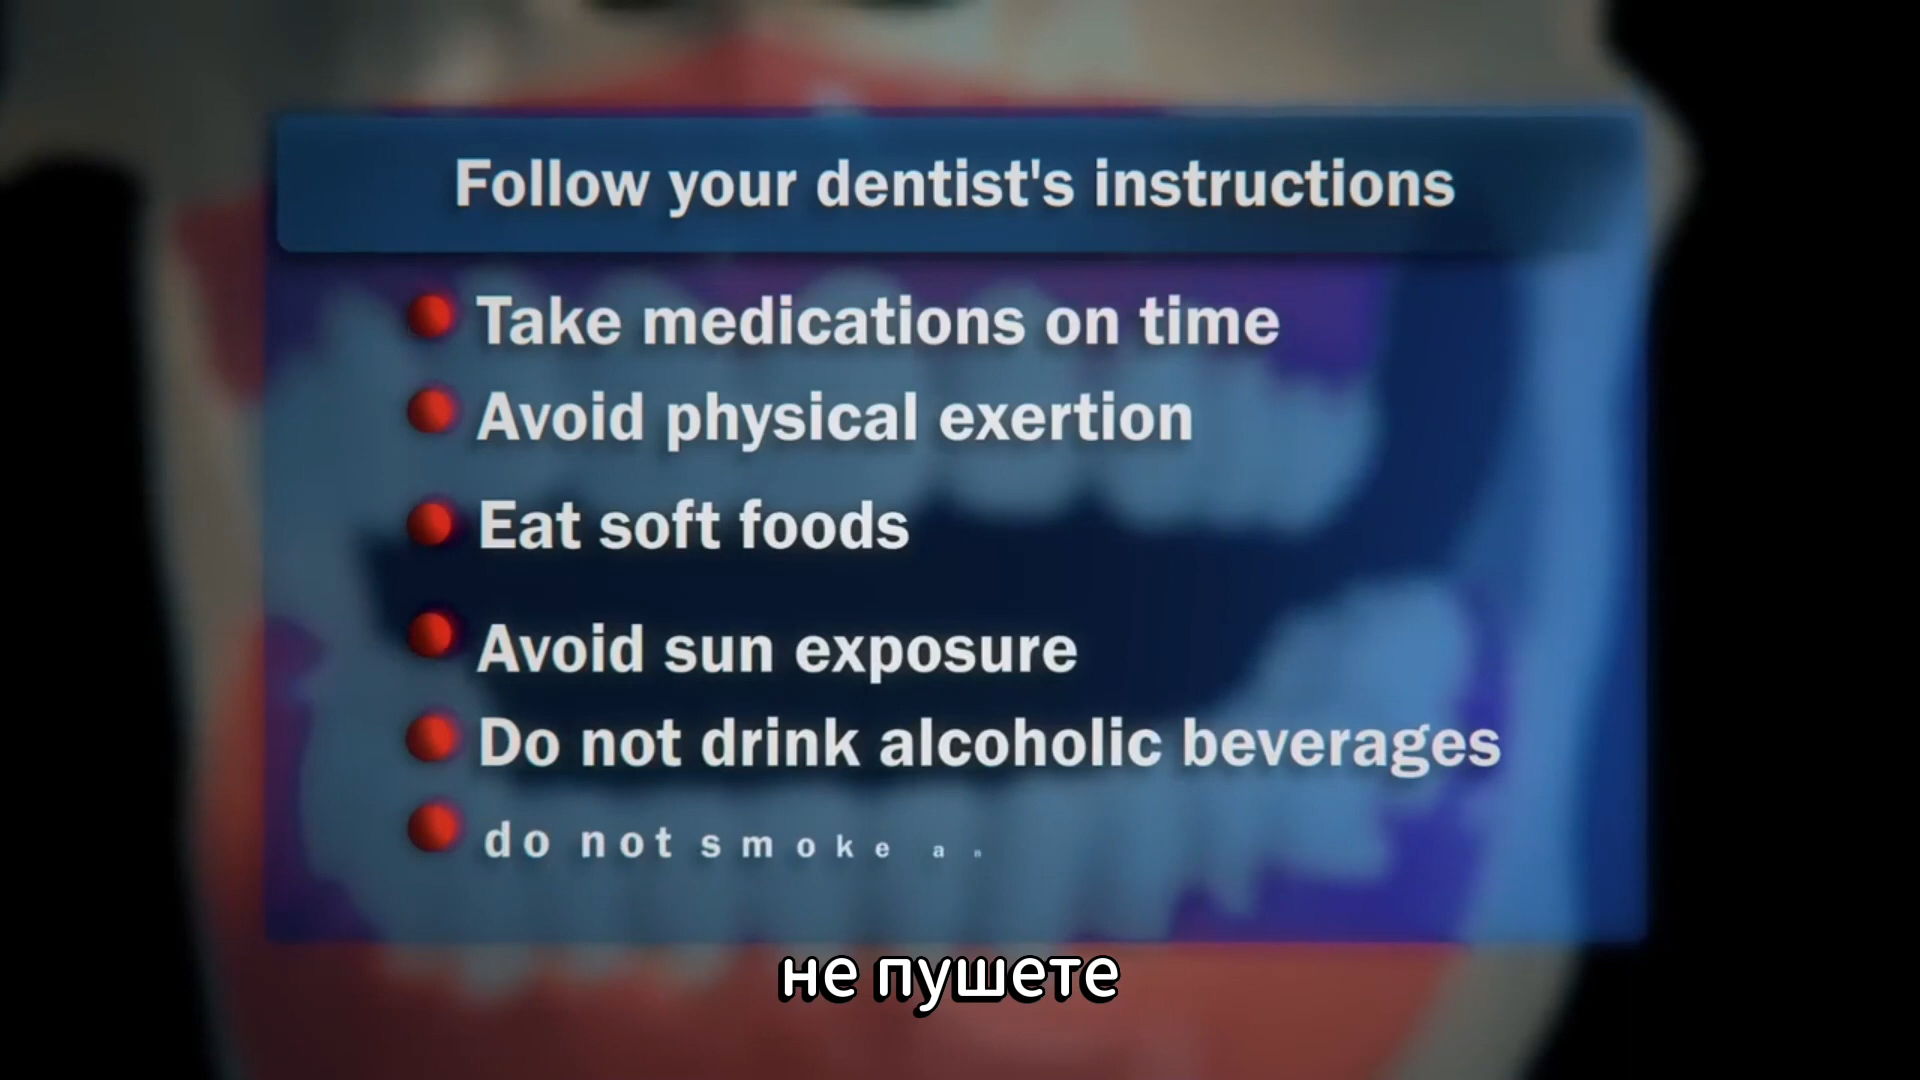 Follow your dentist's instructions
Take medications on time
Avoid physical exertion
Eat soft foods
Avoid sun exposure
Do not drink alcoholic beverages
do not smoke an
не пушете